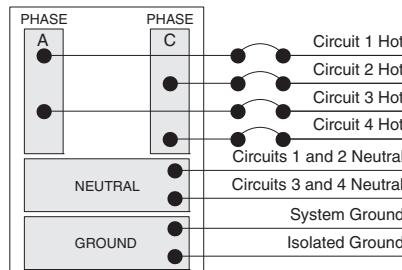 PHASE PHASE
A C
Circuit 1 Hot
Circuit 2 Hot
Circuit 3 Hot
Circuit 4 Hot
Circuits 1 and 2 Neutral
NEUTRAL
Circuits 3 and 4 Neutral
System Ground
GROUND
Isolated Ground